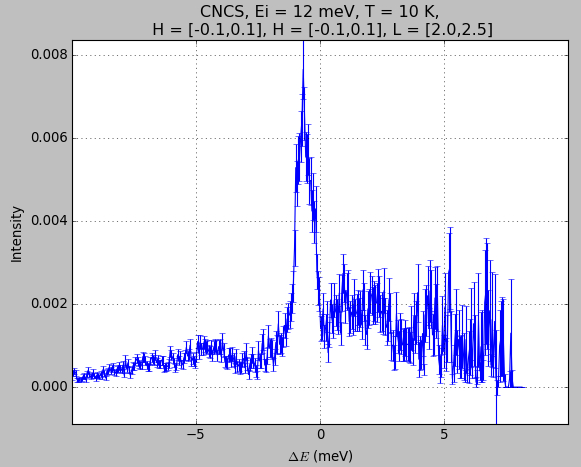 CNCS, Ei = 12 meV, T = 10 K,
H = [-0.1,0.1], H = [-0.1,0.1], L = [2.0,2.5]
0.008
0.006
0.004
0.002
0.000
Intensity
−5
0
5
ΔE (meV)